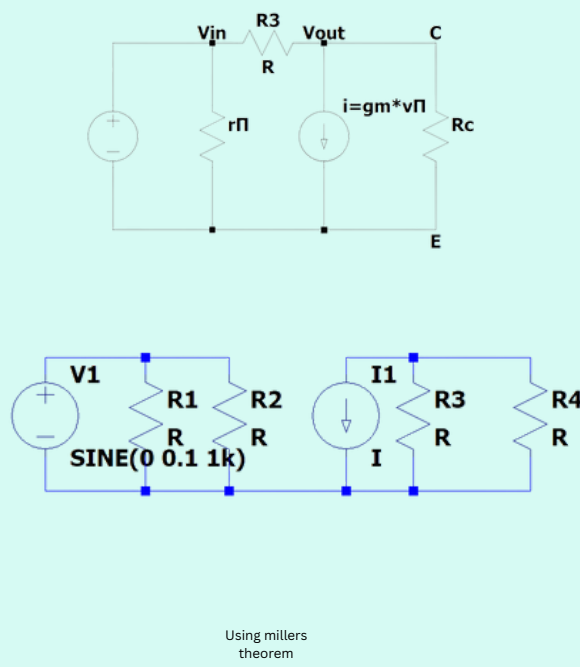 R3
Vin
Vout
C
R
i=gm*vΠ
rΠ
Rc
E
V1
I1
R1
R2
R3
R4
R
R
R
R
SINE(0 0.1 1k)
I
Using millers
theorem